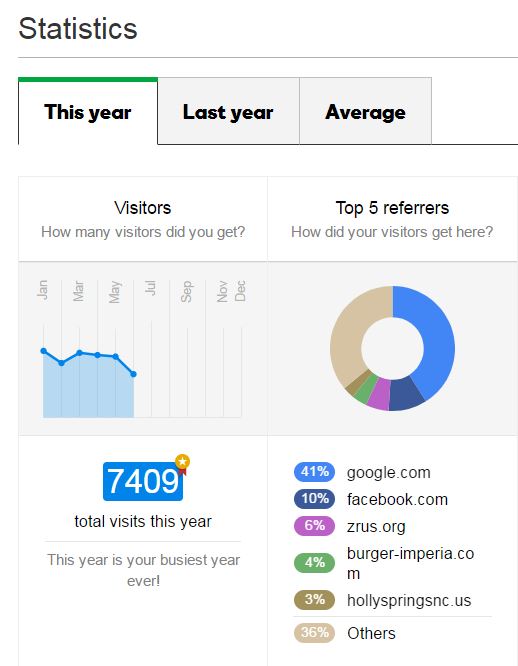 Statistics
This year
Last year
Average
Visitors
How many visitors did you get?
Jan
Mar
May
Jul
Sep
Nov
Dec
7409
total visits this year
This year is your busiest year
ever!
Top 5 referrers
How did your visitors get here?
41% google.com
10% facebook.com
6% zrus.org
4% burger-imperia.co
m
3% hollyspringsnc.us
36% Others